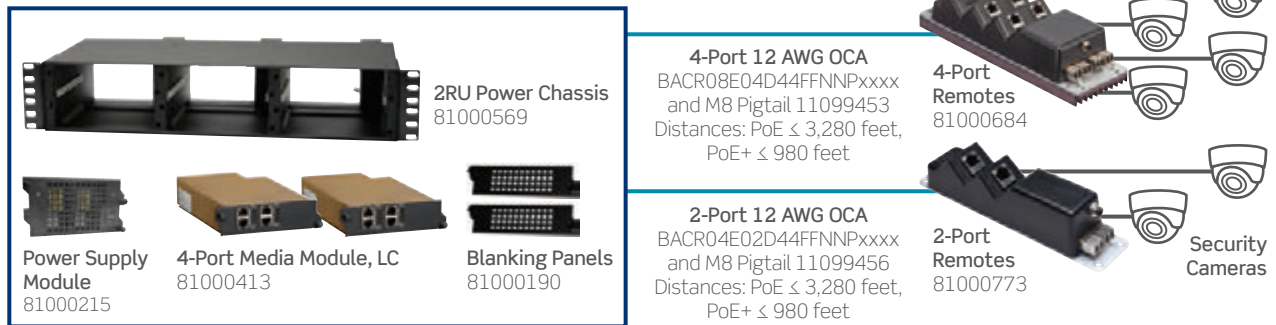 2RU Power Chassis
81000569
Power Supply
Module
81000215
4-Port Media Module, LC
81000413
Blanking Panels
81000190
4-Port 12 AWG OCA
BACR08E04D44FFNNPxxxx
and M8 Pigtail 11099453
Distances: PoE ≤ 3,280 feet,
PoE+ ≤ 980 feet
4-Port
Remotes
81000684
2-Port 12 AWG OCA
BACR04E02D44FFNNPxxxx
and M8 Pigtail 11099456
Distances: PoE ≤ 3,280 feet,
PoE+ ≤ 980 feet
2-Port
Remotes
81000773
Security
Cameras